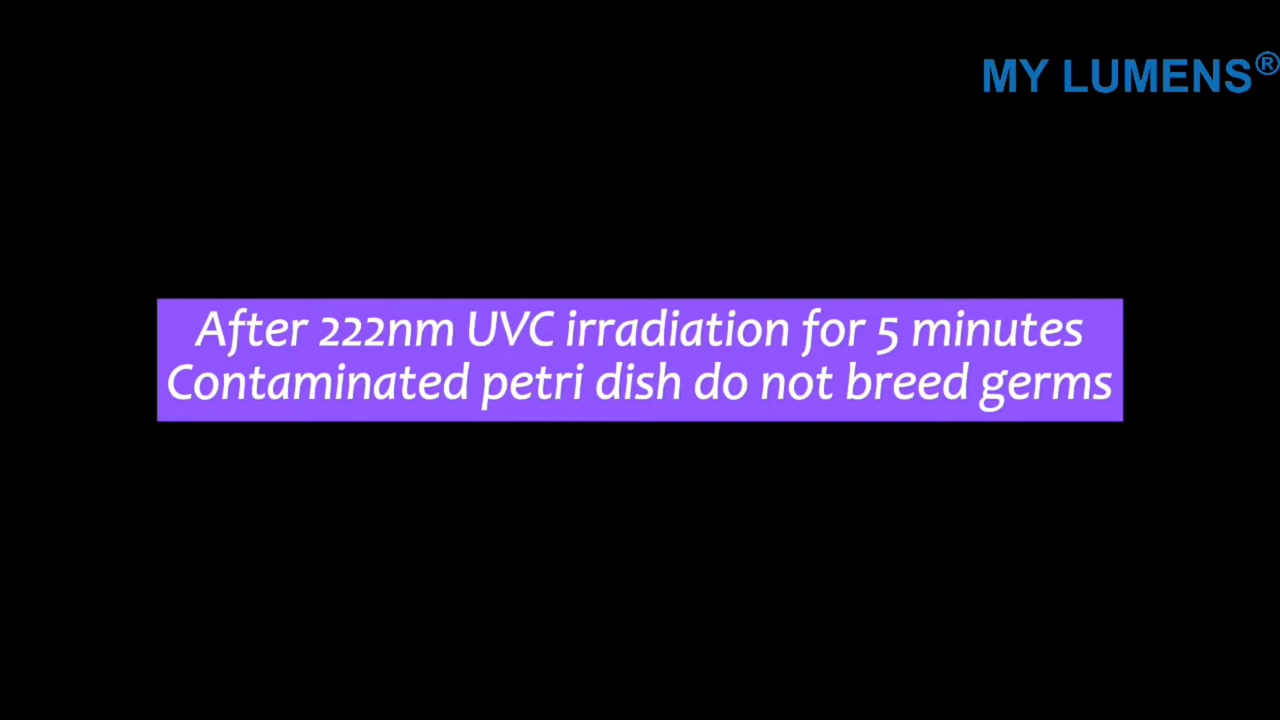 MY LUMENS®
After 222nm UVC irradiation for 5 minutes
Contaminated petri dish do not breed germs